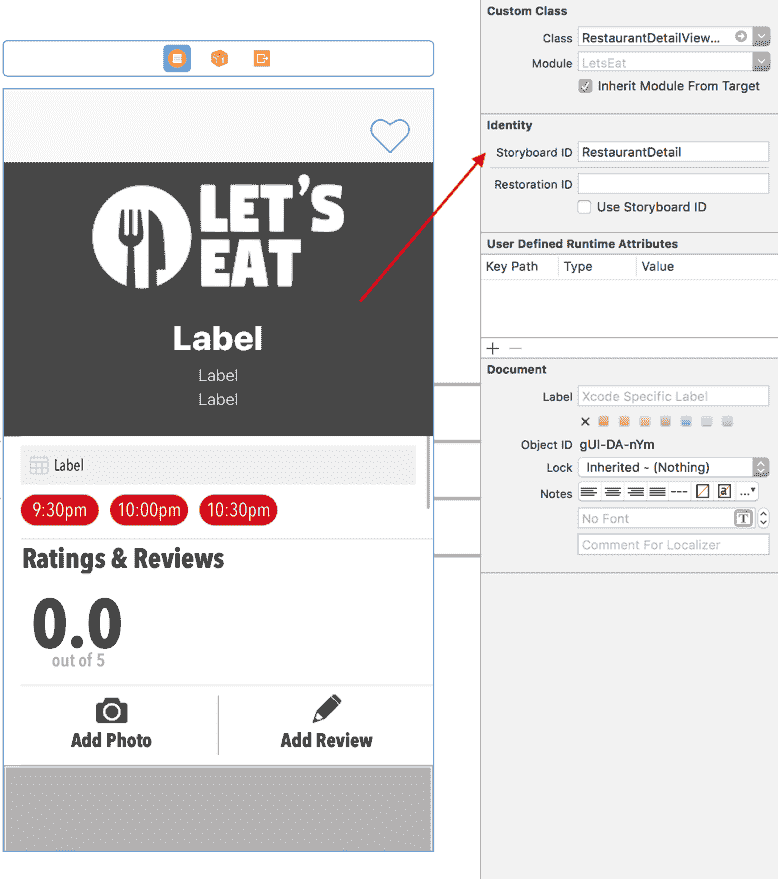 LET'S
EAT
Label
Label
Label
Label
9:30pm 10:00pm 10:30pm
Ratings & Reviews
0.0
out of 5
Add Photo Add Review
Custom Class
Class RestaurantDetailView...
Module LetsEat
Inherit Module From Target
Identity
Storyboard ID RestaurantDetail
Restoration ID
Use Storyboard ID
User Defined Runtime Attributes
Key Path Type Value
Document
Label Xcode Specific Label
Object ID gUI-DA-nYm
Lock Inherited ~ (Nothing)
Notes
No Font
Comment For Localizer